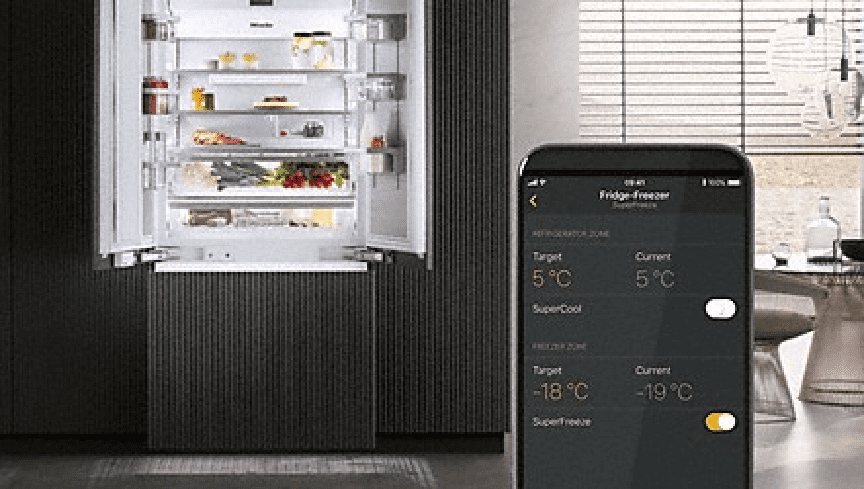 Miele
09:41
100%
Fridge-Freezer
SuperFreeze
REFRIGERATOR ZONE
Target Current
5 °C 5 °C
SuperCool
FREEZER ZONE
Target Current
-18 °C -19 °C
SuperFreeze